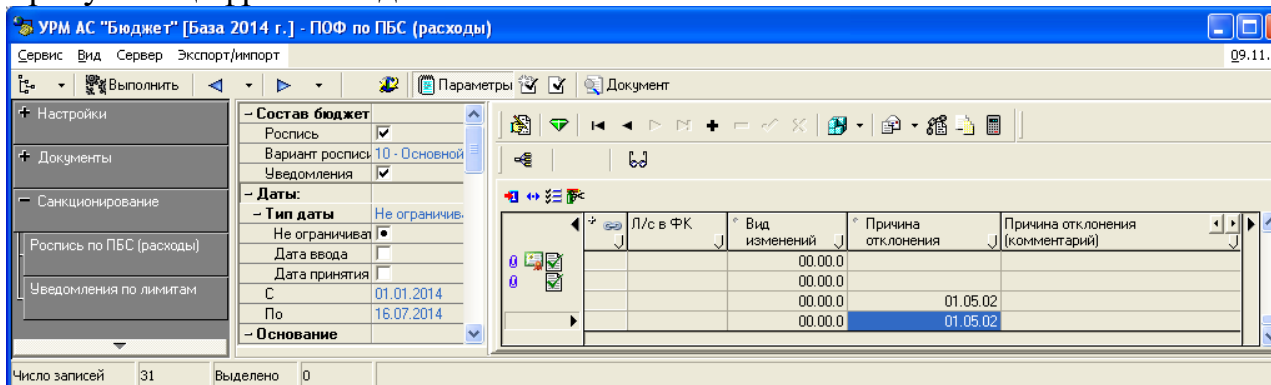 УРМ АС "Бюджет" [База 2014 г.] - ПОФ по ПБС (расходы)
Сервис Вид Сервер Экспорт/импорт 09.11.
Выполнить Параметры Документ
Настройки
Документы
Санкционирование
Роспись по ПБС (расходы)
Уведомления по лимитам
Состав бюджет
Роспись
Вариант роспис 10 - Основной
Уведомления
Даты:
Тип даты Не ограничив
Не ограничиват
Дата ввода
Дата принятия
С 01.01.2014
По 16.07.2014
Основание
Л/с в ФК Вид изменений Причина отклонения Причина отклонения (комментарий)
00.00.0
00.00.0
00.00.0 01.05.02
00.00.0 01.05.02
Число записей 31 Выделено 0